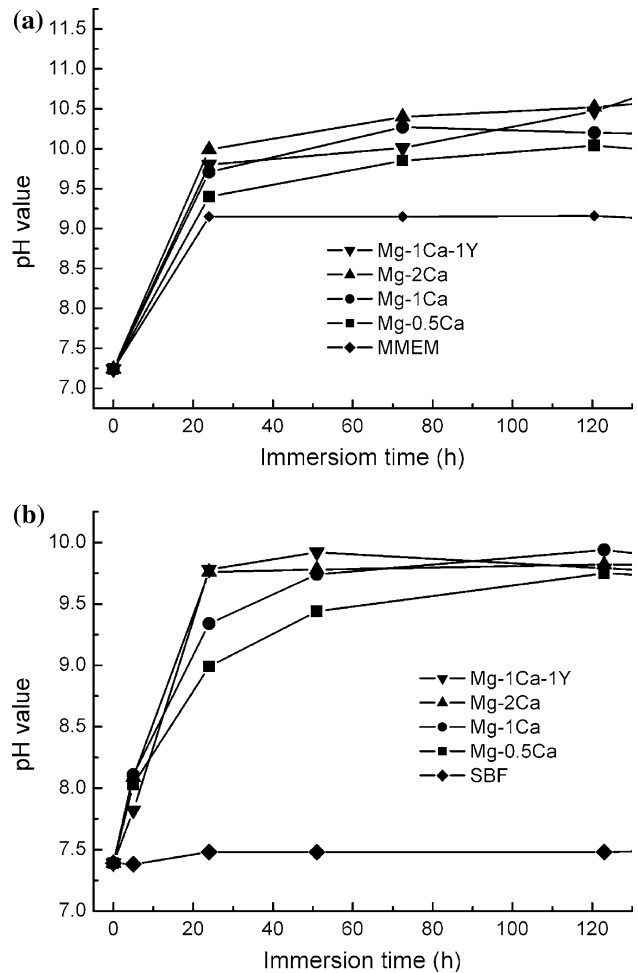 (a)
11.5
11.0
10.5
10.0
9.5
9.0
8.5
8.0
7.5
7.0
pH value
Mg-1Ca-1Y
Mg-2Ca
Mg-1Ca
Mg-0.5Ca
MMEM
0 20 40 60 80 100 120
Immersiom time (h)
(b)
10.0
9.5
9.0
8.5
8.0
7.5
7.0
pH value
Mg-1Ca-1Y
Mg-2Ca
Mg-1Ca
Mg-0.5Ca
SBF
0 20 40 60 80 100 120
Immersion time (h)